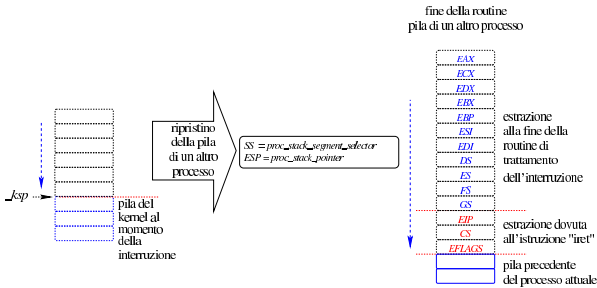 fine della routine
pila di un altro processo
EAX
ECX
EDX
EBX
EBP
ESI
EDI
DS
ES
FS
GS
EIP
CS
EFLAGS
estrazione
alla fine della
routine di
trattamento
dell'interruzione
estrazione dovuta
all'istruzione "iret"
pila precedente
del processo attuale
ripristino
della pila
di un altro
processo
SS = proc_stack_segment_selector
ESP = proc_stack_pointer
_ksp
pila del
kernel al
momento
della
interruzione